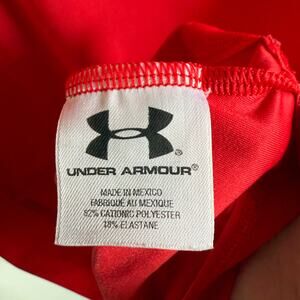 UNDER ARMOUR®
MADE IN MEXICO
FABRIQUÉ AU MEXIQUE
82% CATIONIC POLYESTER
18% ELASTANE